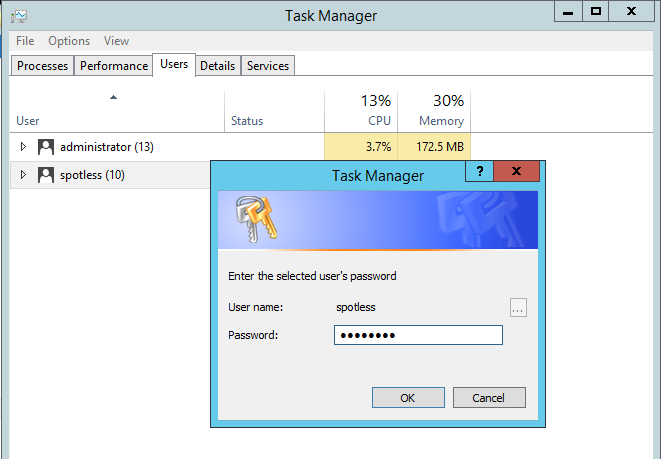 Task Manager
File Options View
Processes Performance Users Details Services
13% 30%
User Status CPU Memory
administrator (13) 3.7% 172.5 MB
spotless (10)
Task Manager ?
Enter the selected user's password
User name: spotless ...
Password: ●●●●●●●●
OK Cancel